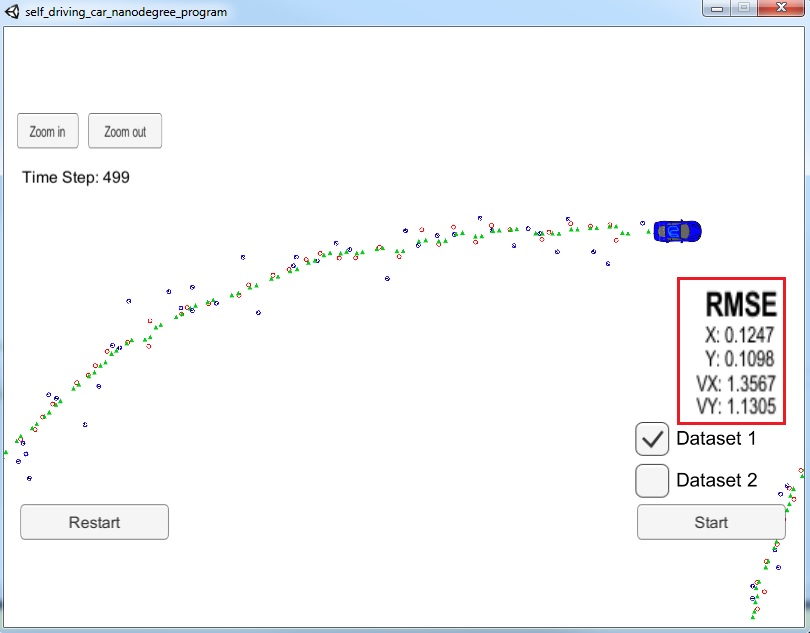 self_driving_car_nanodegree_program
Zoom in
Zoom out
Time Step: 499
RMSE
X: 0.1247
Y: 0.1098
VX: 1.3567
VY: 1.1305
Dataset 1
Dataset 2
Restart
Start